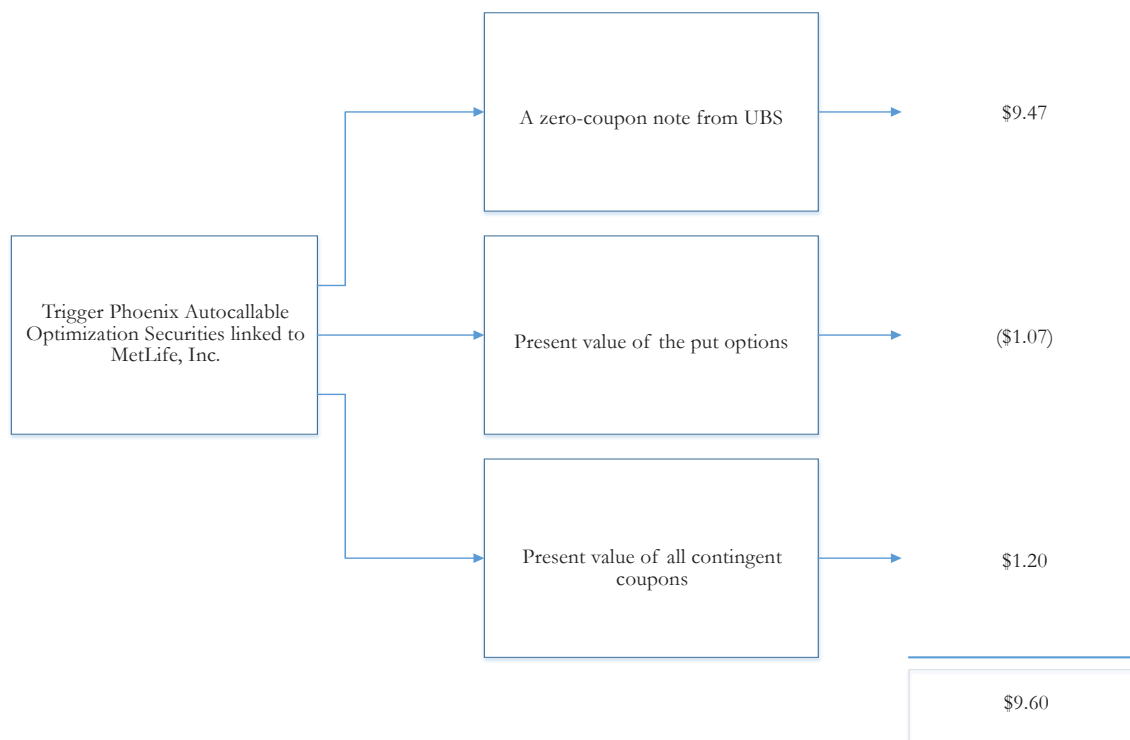 A zero-coupon note from UBS
$9.47
Trigger Phoenix Autocallable
Optimization Securities linked to
MetLife, Inc.
Present value of the put options
($1.07)
Present value of all contingent
coupons
$1.20
$9.60